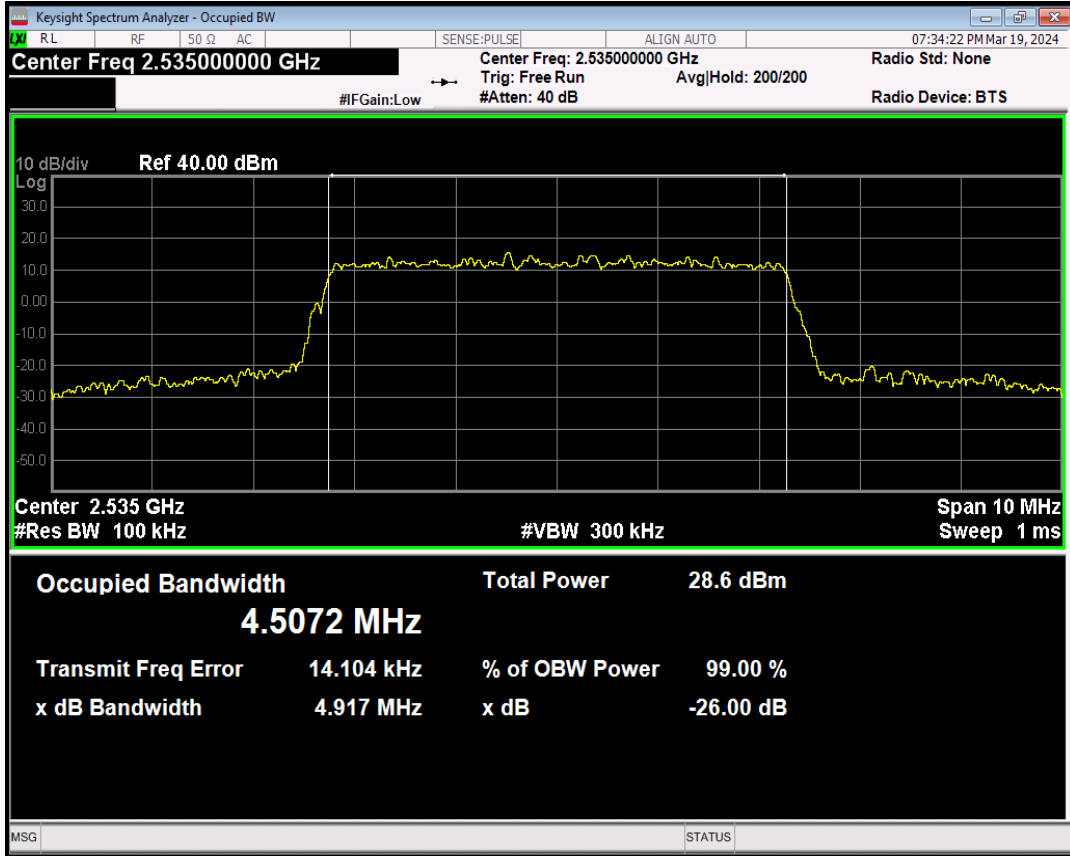 Keysight Spectrum Analyzer - Occupied BW
LXI RL RF 50 Ω AC SENSE:PULSE ALIGN AUTO 07:34:22 PM Mar 19, 2024
Center Freq 2.535000000 GHz Center Freq: 2.535000000 GHz Radio Std: None
Trig: Free Run Avg|Hold: 200/200
#IFGain:Low #Atten: 40 dB Radio Device: BTS
10 dB/div Ref 40.00 dBm
Log
30.0
20.0
10.0
0.00
-10.0
-20.0
-30.0
-40.0
-50.0
Center 2.535 GHz Span 10 MHz
#Res BW 100 kHz #VBW 300 kHz Sweep 1 ms
Occupied Bandwidth Total Power 28.6 dBm
4.5072 MHz
Transmit Freq Error 14.104 kHz % of OBW Power 99.00 %
x dB Bandwidth 4.917 MHz x dB -26.00 dB
MSG STATUS